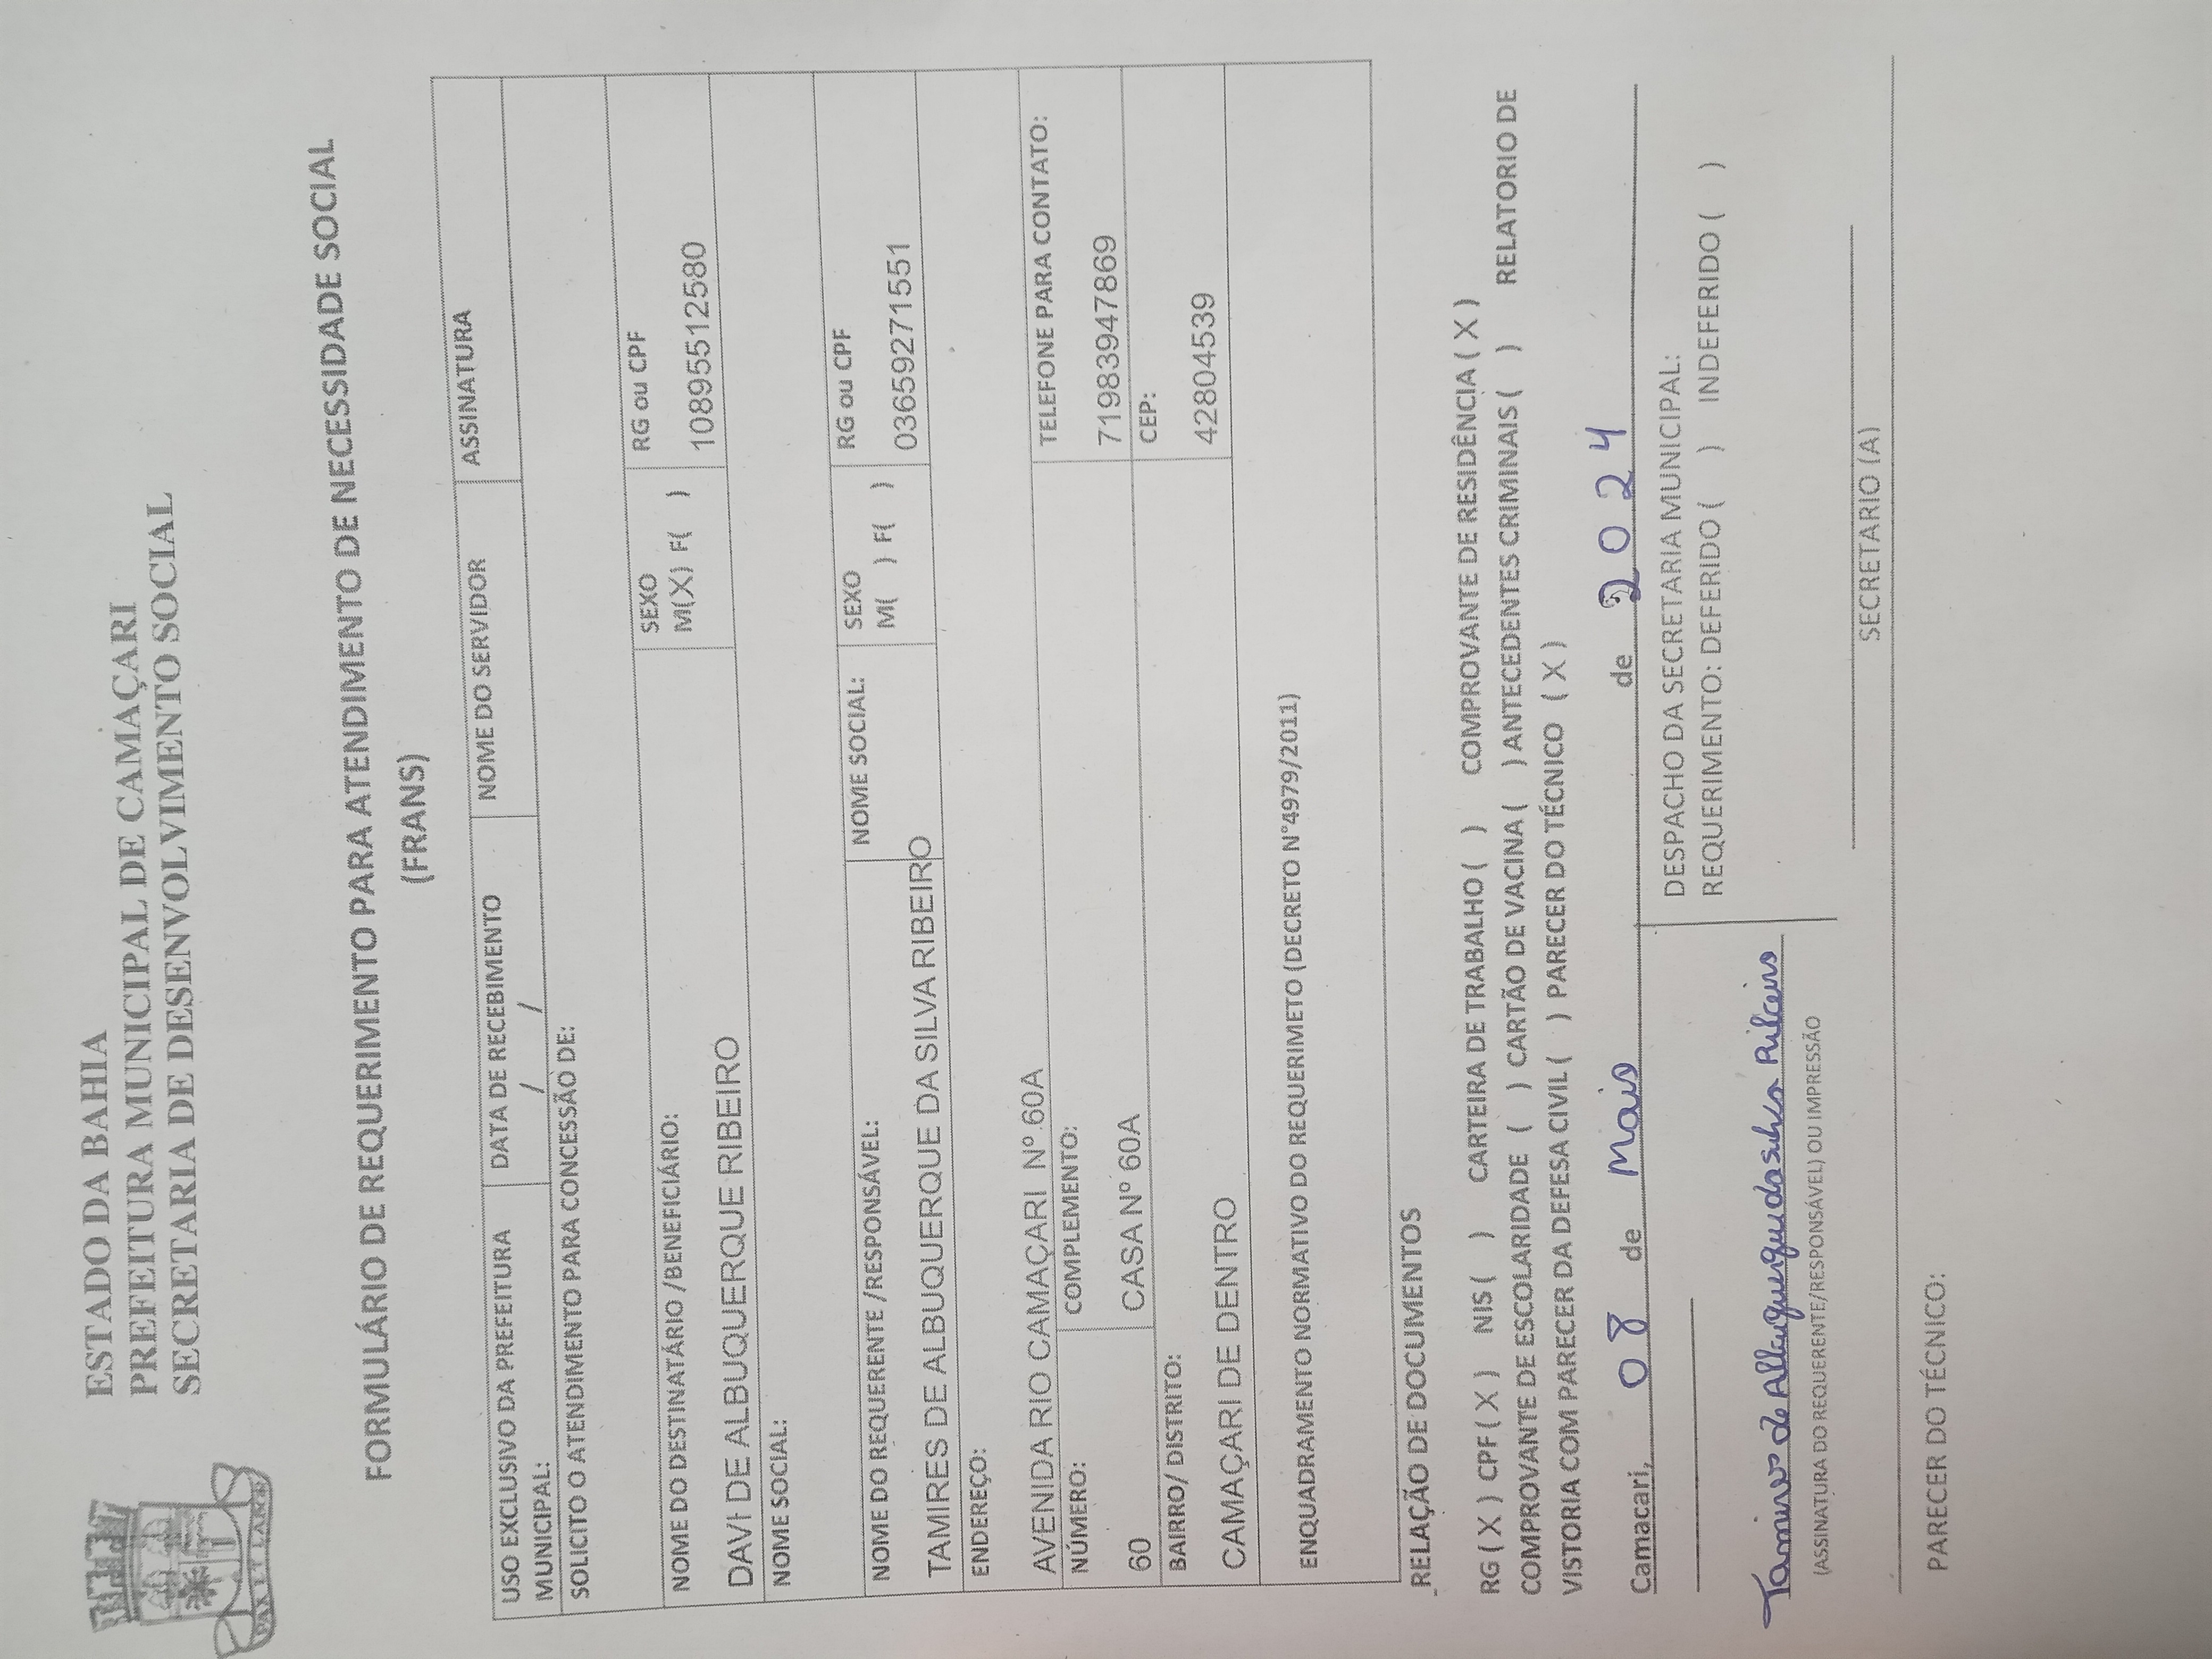 PAX ET LABOR
ESTADO DA BAHIA
PREFEITURA MUNICIPAL DE CAMAÇARI
SECRETARIA DE DESENVOLVIMENTO SOCIAL
FORMULÁRIO DE REQUERIMENTO PARA ATENDIMENTO DE NECESSIDADE SOCIAL
(FRANS)
USO EXCLUSIVO DA PREFEITURA MUNICIPAL:
DATA DE RECEBIMENTO
/ /
NOME DO SERVIDOR
ASSINATURA
SOLICITO O ATENDIMENTO PARA CONCESSÃO DE:
NOME DO DESTINATÁRIO /BENEFICIÁRIO:
DAVI DE ALBUQUERQUE RIBEIRO
SEXO
M(X) F( )
RG ou CPF
10895512580
NOME SOCIAL:
NOME DO REQUERENTE /RESPONSÁVEL:
TAMIRES DE ALBUQUERQUE DA SILVA RIBEIRO
NOME SOCIAL:
SEXO
M( ) F( )
RG ou CPF
03659271551
ENDEREÇO:
AVENIDA RIO CAMAÇARI Nº 60A
NÚMERO:
60
COMPLEMENTO:
CASA Nº 60A
TELEFONE PARA CONTATO:
71983947869
BAIRRO/ DISTRITO:
CAMAÇARI DE DENTRO
CEP:
42804539
ENQUADRAMENTO NORMATIVO DO REQUERIMETO (DECRETO N°4979/2011)
RELAÇÃO DE DOCUMENTOS
RG ( X ) CPF ( X ) NIS ( ) CARTEIRA DE TRABALHO ( ) COMPROVANTE DE RESIDÊNCIA ( X )
COMPROVANTE DE ESCOLARIDADE ( ) CARTÃO DE VACINA ( ) ANTECEDENTES CRIMINAIS ( ) RELATORIO DE
VISTORIA COM PARECER DA DEFESA CIVIL ( ) PARECER DO TÉCNICO ( X )
Camacari, 08 de Maio de 2024
DESPACHO DA SECRETARIA MUNICIPAL:
REQUERIMENTO: DEFERIDO ( ) INDEFERIDO ( )
Tamires de Albuquerque da silva Ribeiro
(ASSINATURA DO REQUERENTE/RESPONSÁVEL) OU IMPRESSÃO
SECRETARIO (A)
PARECER DO TÉCNICO: